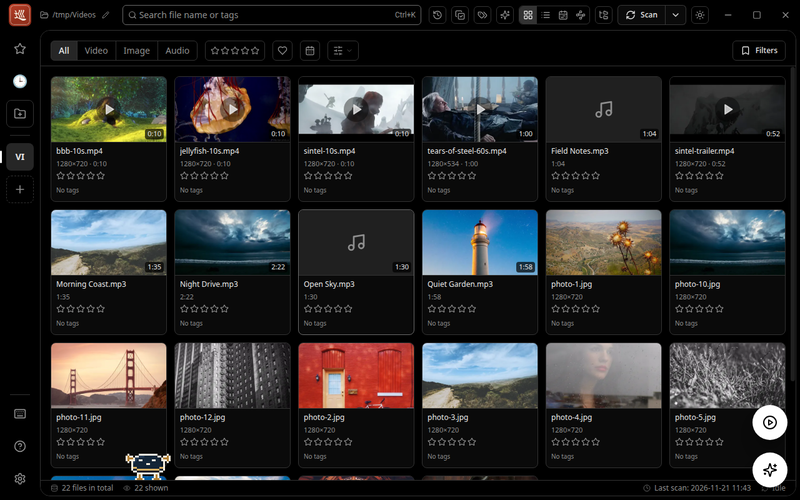 /tmp/Videos
Search file name or tags
Ctrl+K
Scan
All
Video
Image
Audio
Filters
VI
0:10
0:10
0:10
1:00
1:04
0:52
bbb-10s.mp4
jellyfish-10s.mp4
sintel-10s.mp4
tears-of-steel-60s.mp4
Field Notes.mp3
sintel-trailer.mp4
1280×720 · 0:10
1280×720 · 0:10
1280×720 · 0:10
1280×534 · 1:00
1:04
1280×720 · 0:52
No tags
No tags
No tags
No tags
No tags
No tags
1:35
2:22
1:30
1:58
Morning Coast.mp3
Night Drive.mp3
Open Sky.mp3
Quiet Garden.mp3
photo-1.jpg
photo-10.jpg
1:35
2:22
1:30
1:58
1280×720
1280×720
No tags
No tags
No tags
No tags
No tags
No tags
photo-11.jpg
photo-12.jpg
photo-2.jpg
photo-3.jpg
photo-4.jpg
photo-5.jpg
1280×720
1280×720
1280×720
1280×720
1280×720
1280×720
No tags
No tags
No tags
No tags
No tags
No tags
22 files in total
22 shown
Last scan: 2026-11-21 11:43
Idle